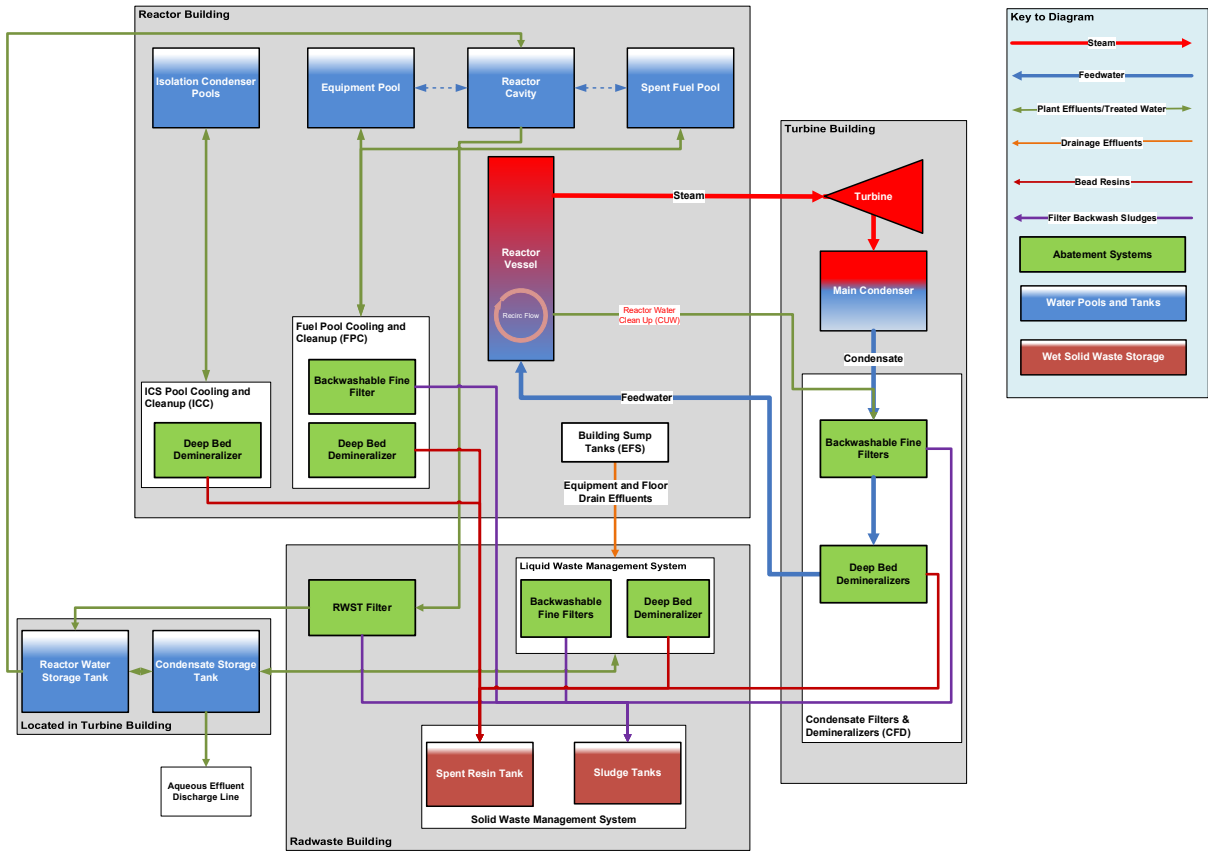 Reactor Building
Isolation Condenser
Pools
Equipment Pool
Reactor
Cavity
Spent Fuel Pool
Reactor
Vessel
Recirc Flow
Steam
Turbine Building
Turbine
Main Condenser
Condensate
Reactor Water
Clean Up (CUW)
Feedwater
Fuel Pool Cooling and
Cleanup (FPC)
Backwashable Fine
Filter
Deep Bed
Demineralizer
ICS Pool Cooling and
Cleanup (ICC)
Deep Bed
Demineralizer
Building Sump
Tanks (EFS)
Equipment and Floor
Drain Effluents
Backwashable Fine
Filters
Deep Bed
Demineralizers
Condensate Filters &
Demineralizers (CFD)
Liquid Waste Management System
Backwashable
Fine Filters
Deep Bed
Demineralizer
RWST Filter
Reactor Water
Storage Tank
Condensate Storage
Tank
Located in Turbine Building
Aqueous Effluent
Discharge Line
Spent Resin Tank
Sludge Tanks
Solid Waste Management System
Radwaste Building
Key to Diagram
Steam
Feedwater
Plant Effluents/Treated Water
Drainage Effluents
Bead Resins
Filter Backwash Sludges
Abatement Systems
Water Pools and Tanks
Wet Solid Waste Storage